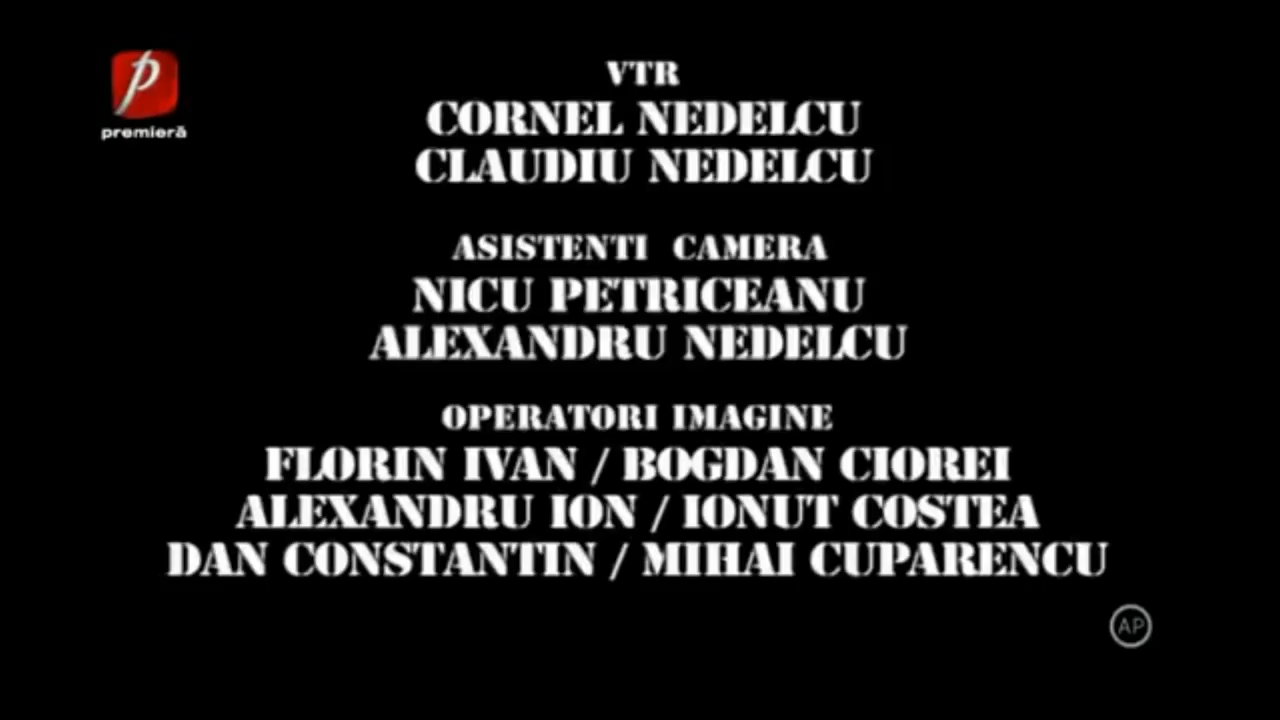 premieră
VTR
CORNEL NEDELCU
CLAUDIU NEDELCU
ASISTENTI CAMERA
NICU PETRICEANU
ALEXANDRU NEDELCU
OPERATORI IMAGINE
FLORIN IVAN / BOGDAN CIOREI
ALEXANDRU ION / IONUT COSTEA
DAN CONSTANTIN / MIHAI CUPARENCU
AP